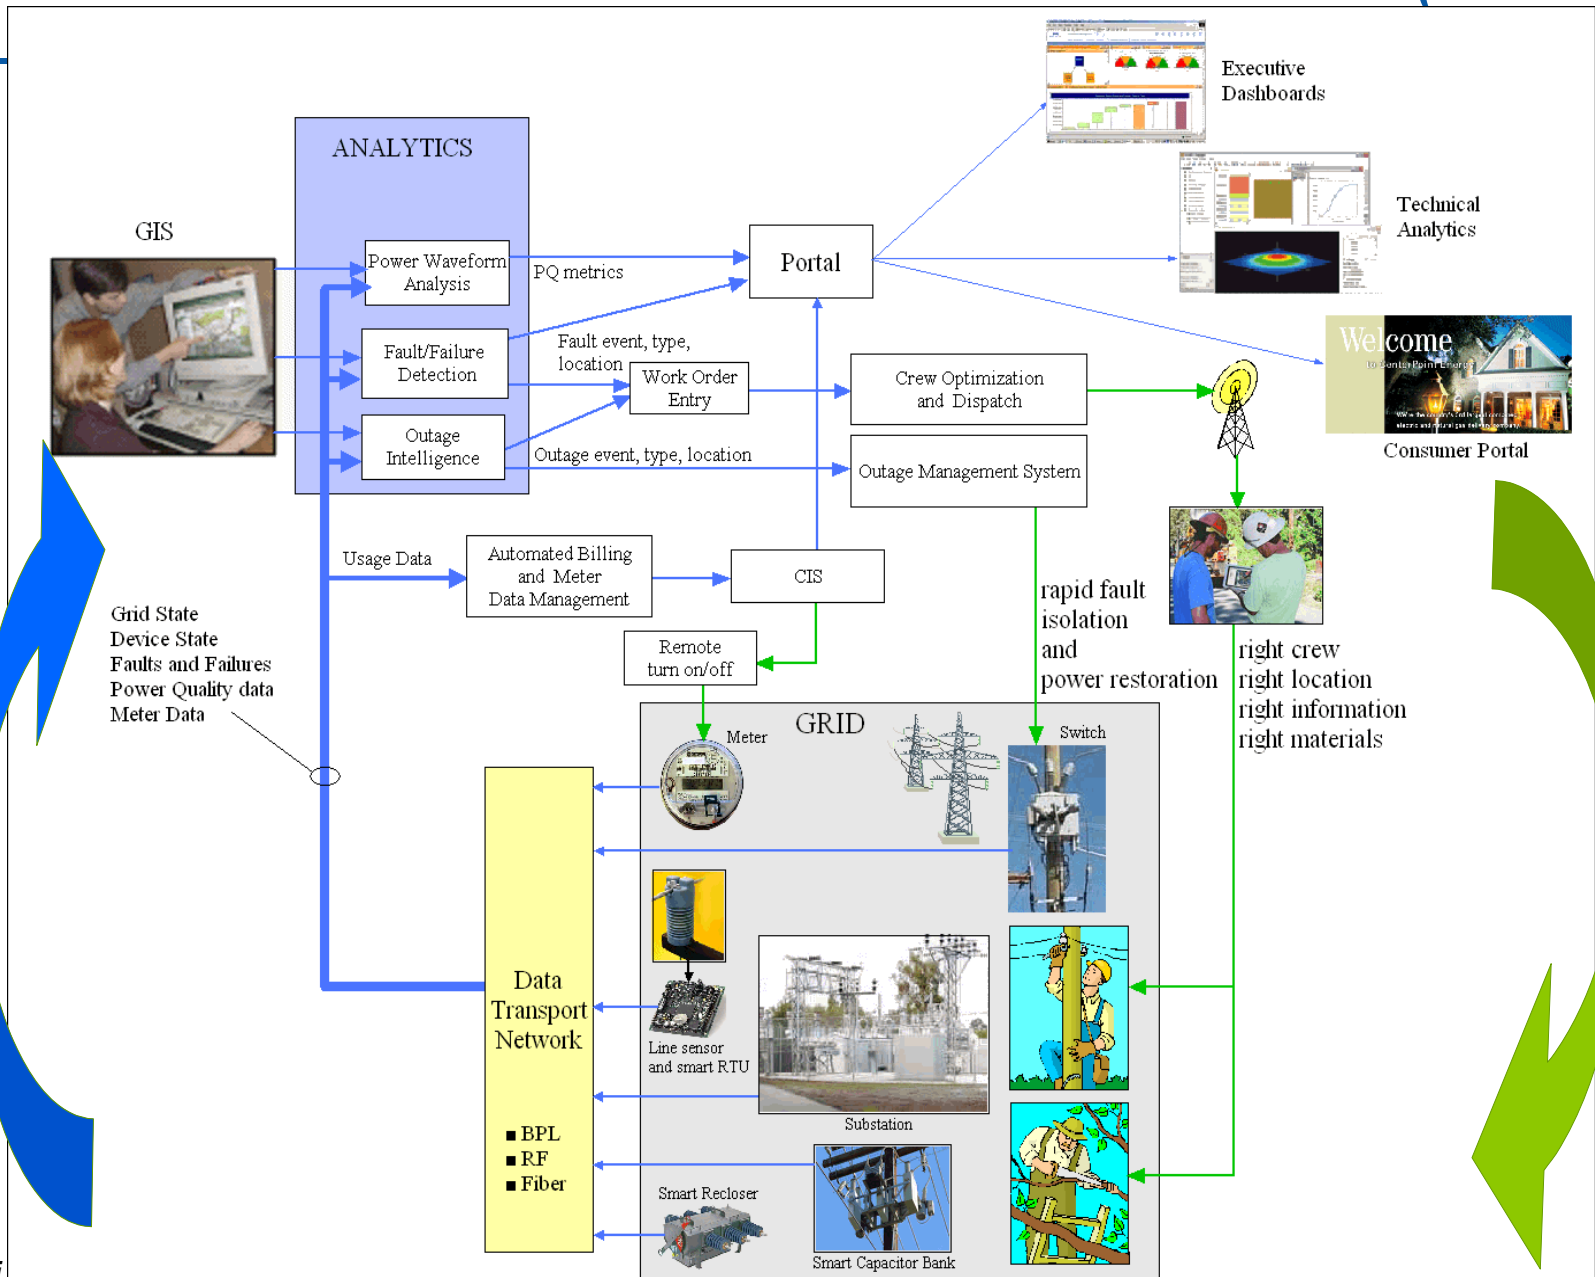 Executive
Dashboards
ANALYTICS
Technical
Analytics
GIS
Power Waveform
Analysis
PQ metrics
Portal
Fault/Failure
Detection
Fault event, type,
location
Work Order
Entry
Crew Optimization
and Dispatch
Welcome
to CenterPoint Energy
Consumer Portal
Outage
Intelligence
Outage event, type, location
Outage Management System
Usage Data
Automated Billing
and Meter
Data Management
CIS
rapid fault
isolation
and
power restoration
Grid State
Device State
Faults and Failures
Power Quality data
Meter Data
Remote
turn on/off
right crew
right location
right information
right materials
GRID
Meter
Switch
Data
Transport
Network
Line sensor
and smart RTU
Substation
■ BPL
■ RF
■ Fiber
Smart Recloser
Smart Capacitor Bank